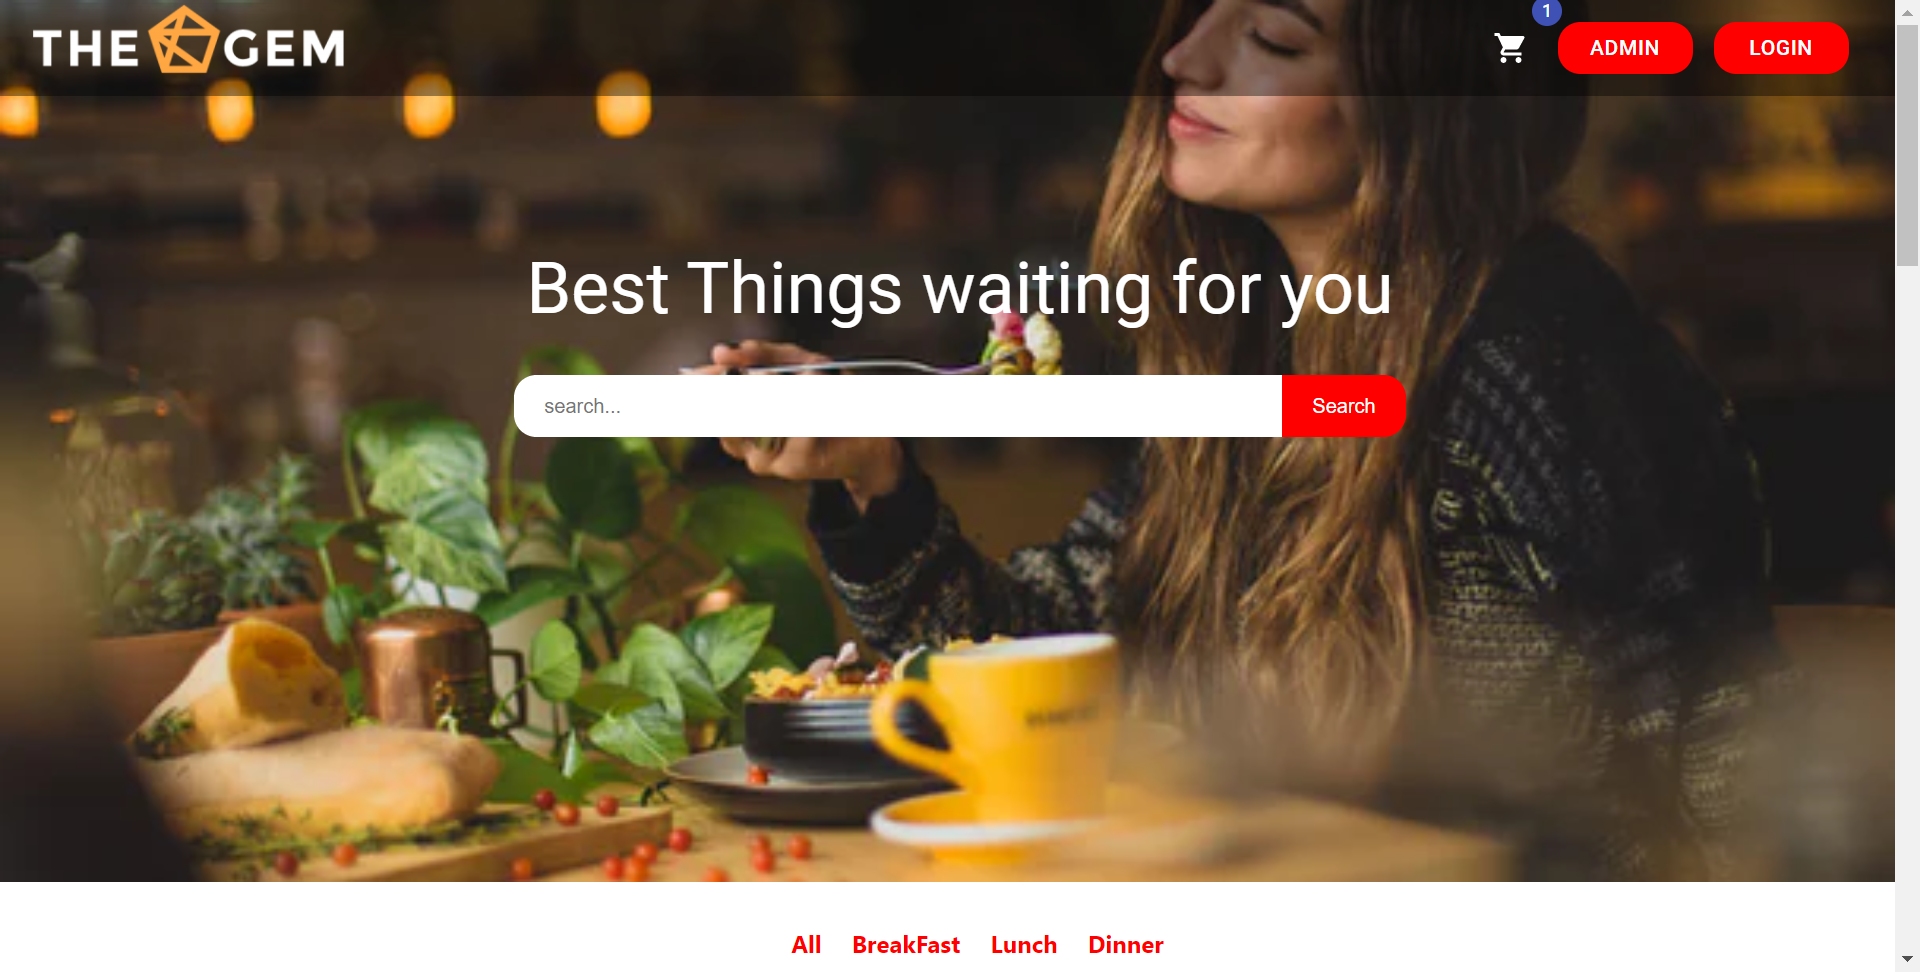 THE GEM
1
ADMIN
LOGIN
Best Things waiting for you
search...
Search
All BreakFast Lunch Dinner